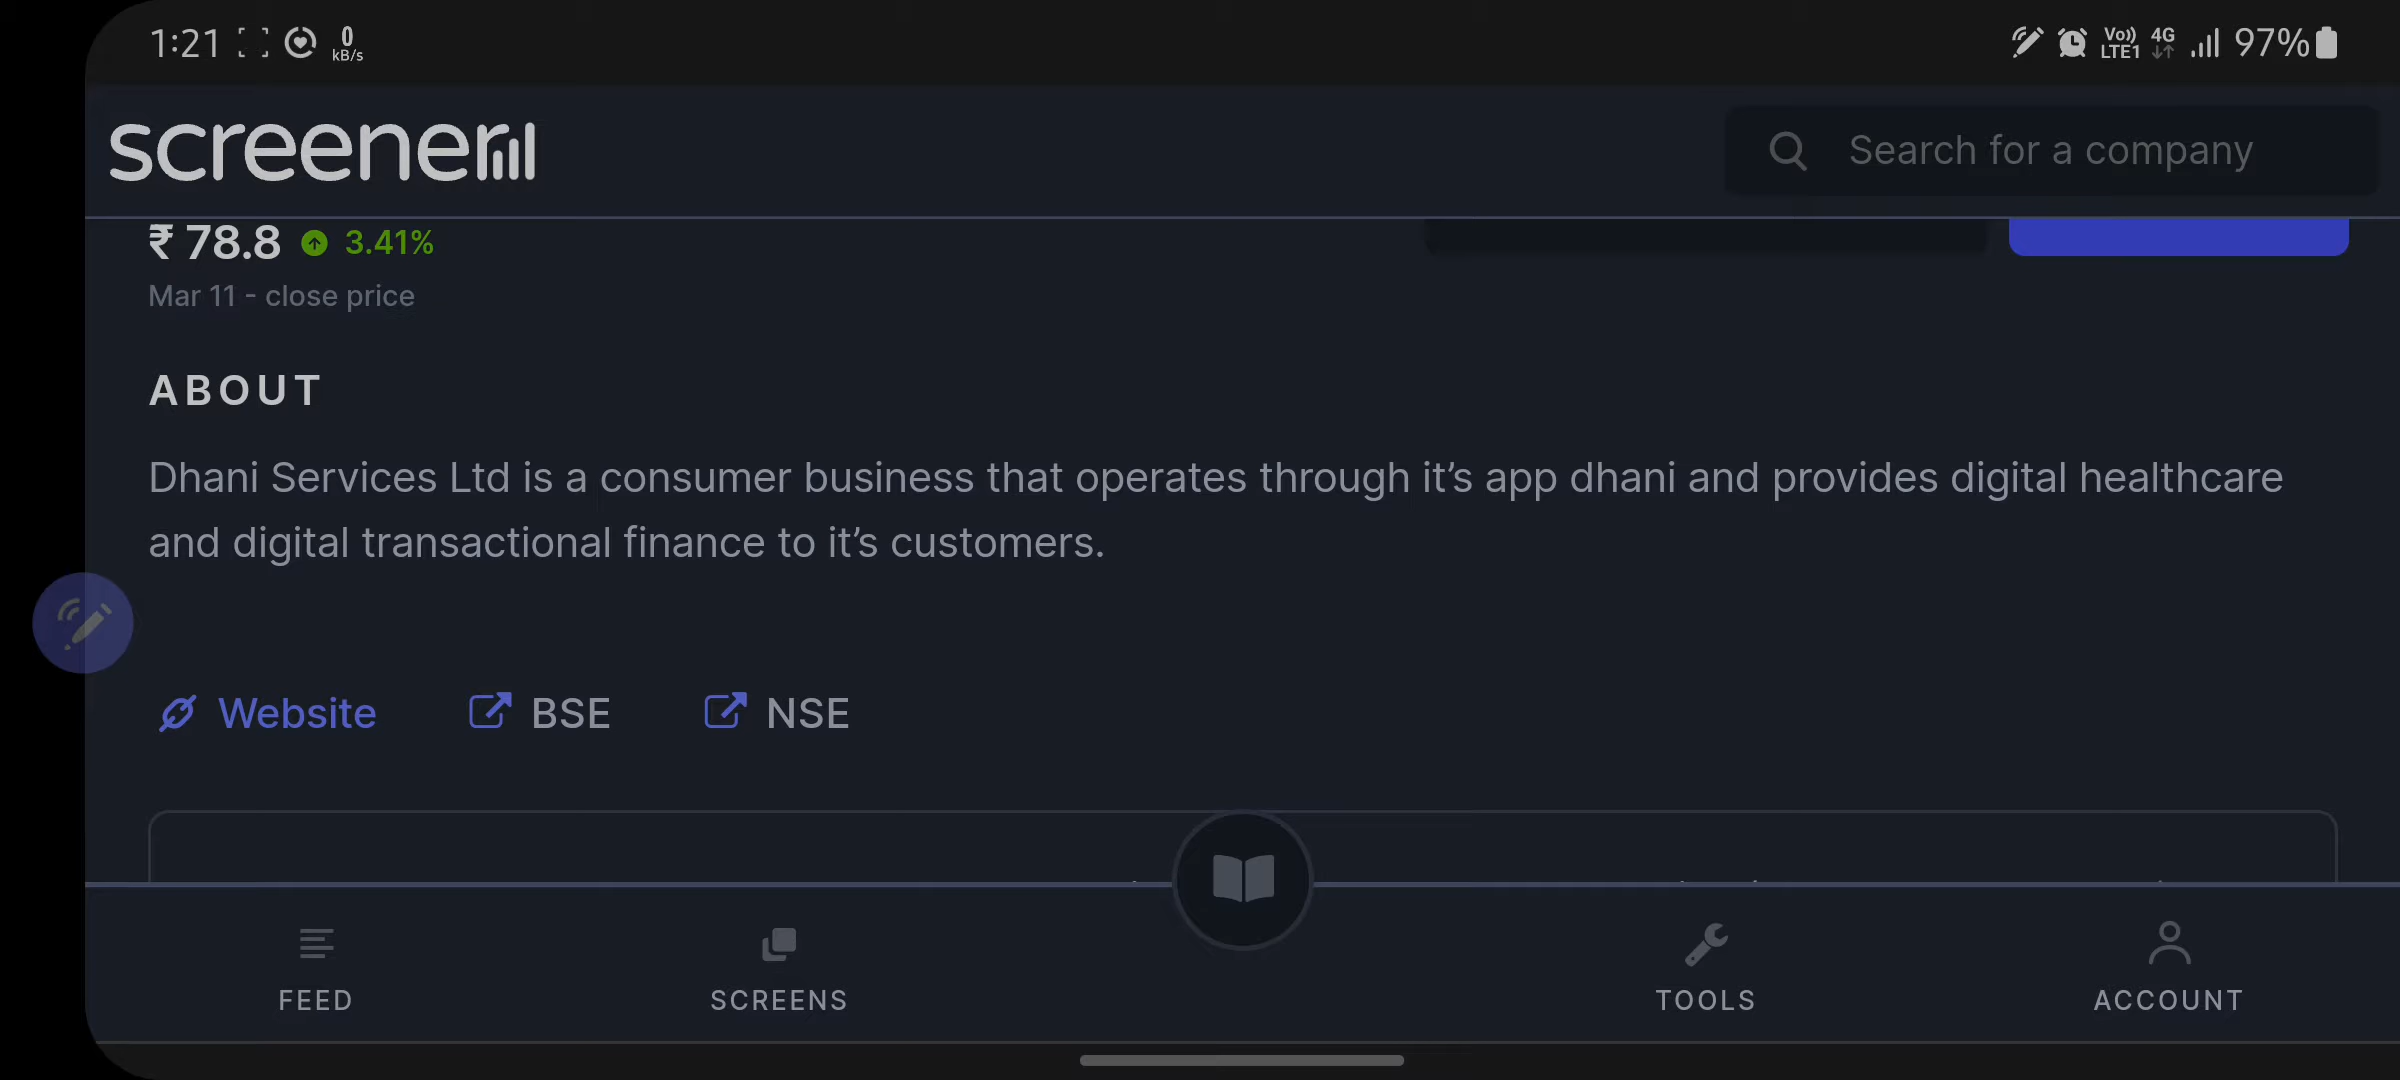 1:21 0 kB/s Vo)) LTE1 4G 97%
screener
Search for a company
₹ 78.8 3.41%
Mar 11 - close price
ABOUT
Dhani Services Ltd is a consumer business that operates through it’s app dhani and provides digital healthcare
and digital transactional finance to it’s customers.
Website BSE NSE
FEED SCREENS TOOLS ACCOUNT